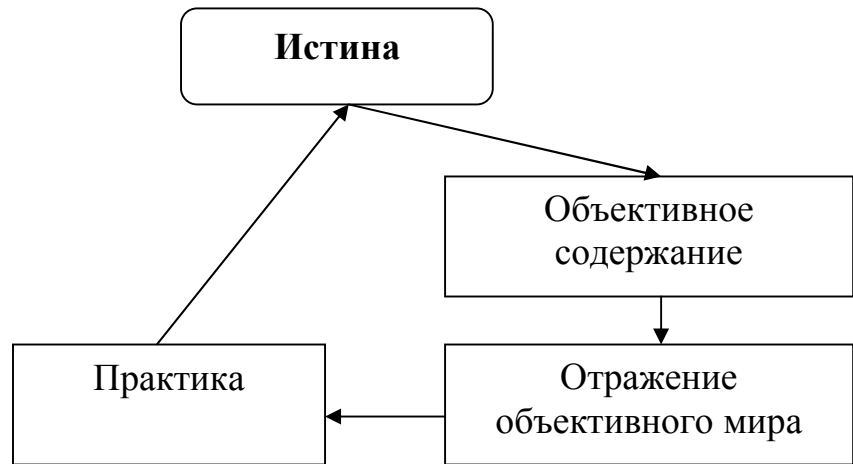 Истина
Объективное
содержание
Практика
Отражение
объективного мира